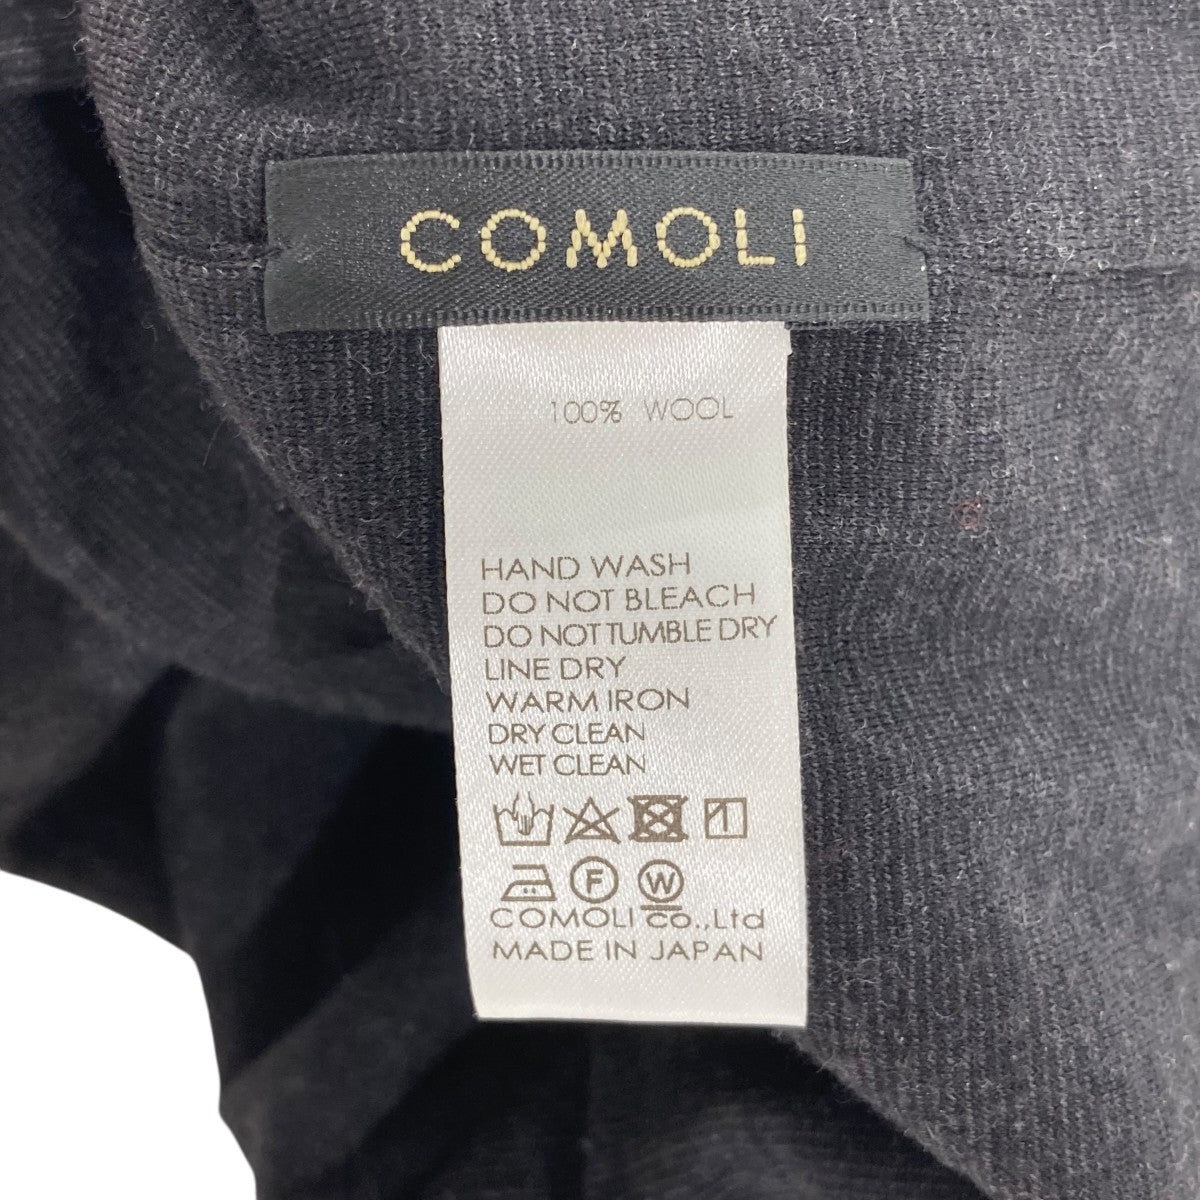 COMOLI
100% WOOL
HAND WASH
DO NOT BLEACH
DO NOT TUMBLE DRY
LINE DRY
WARM IRON
DRY CLEAN
WET CLEAN
F W
COMOLI co.,Ltd
MADE IN JAPAN